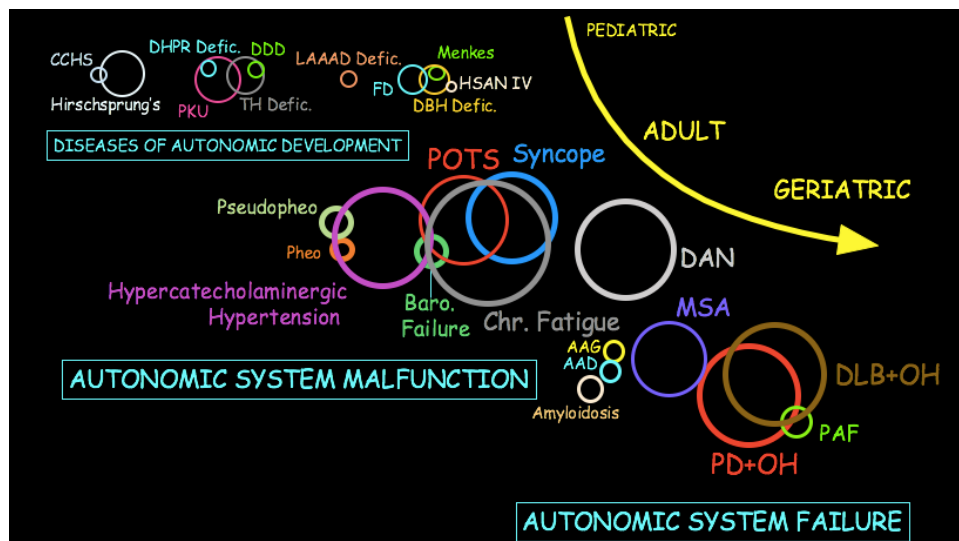 PEDIATRIC
ADULT
GERIATRIC
CCHS
Hirschsprung's
DHPR Defic.
DDD
PKU
TH Defic.
LAAAD Defic.
Menkes
FD
HSAN IV
DBH Defic.
DISEASES OF AUTONOMIC DEVELOPMENT
POTS
Syncope
Pseudopheo
Pheo
Hypercatecholaminergic
Hypertension
Baro.
Failure
Chr. Fatigue
DAN
AUTONOMIC SYSTEM MALFUNCTION
MSA
AAG
AAD
Amyloidosis
DLB+OH
PAF
PD+OH
AUTONOMIC SYSTEM FAILURE